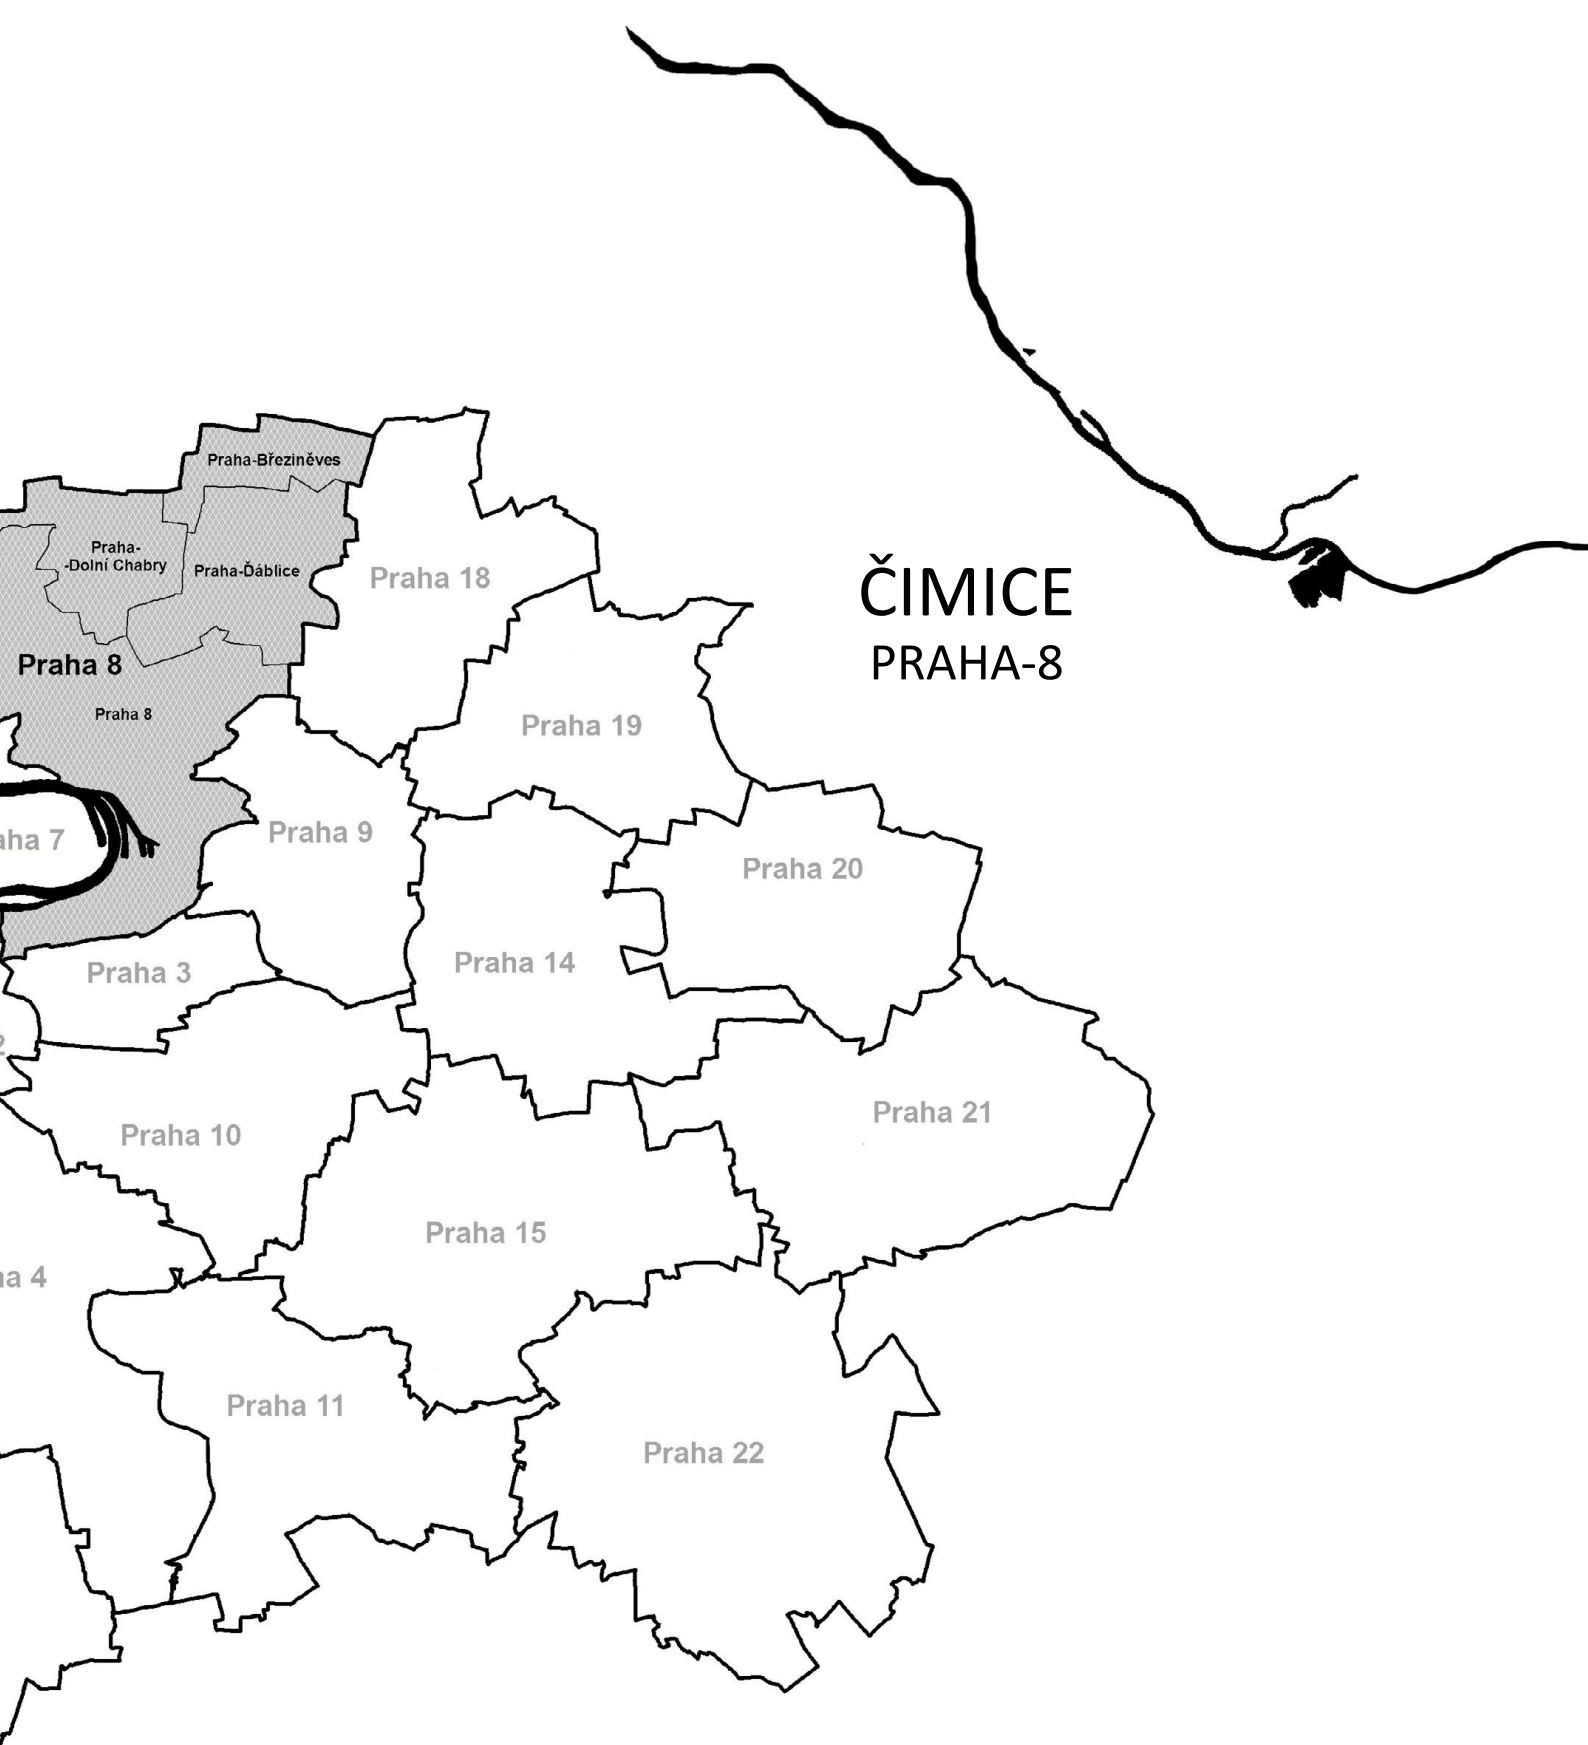 Praha-Březiněves
Praha-
-Dolní Chabry
Praha-Ďáblice
Praha 18
ČIMICE
PRAHA-8
Praha 8
Praha 8
Praha 19
aha 7
Praha 9
Praha 20
Praha 14
Praha 3
2
Praha 10
Praha 21
Praha 15
a 4
Praha 11
Praha 22